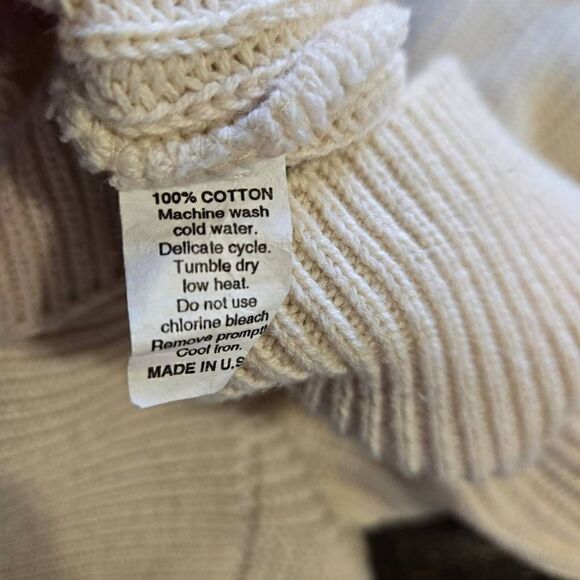 100% COTTON
Machine wash
cold water.
Delicate cycle.
Tumble dry
low heat.
Do not use
chlorine bleach
Remove promptl
Cool iron.
MADE IN U.S